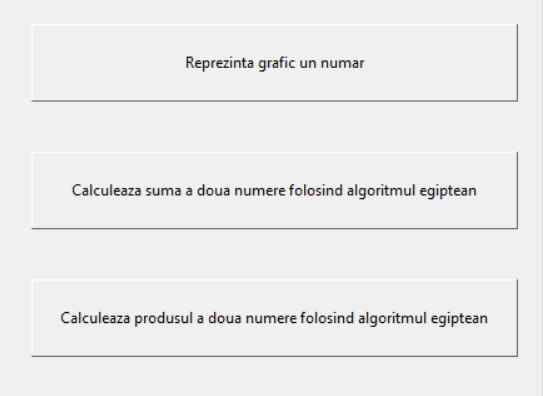 Reprezinta grafic un numar
Calculeaza suma a doua numere folosind algoritmul egiptean
Calculeaza produsul a doua numere folosind algoritmul egiptean